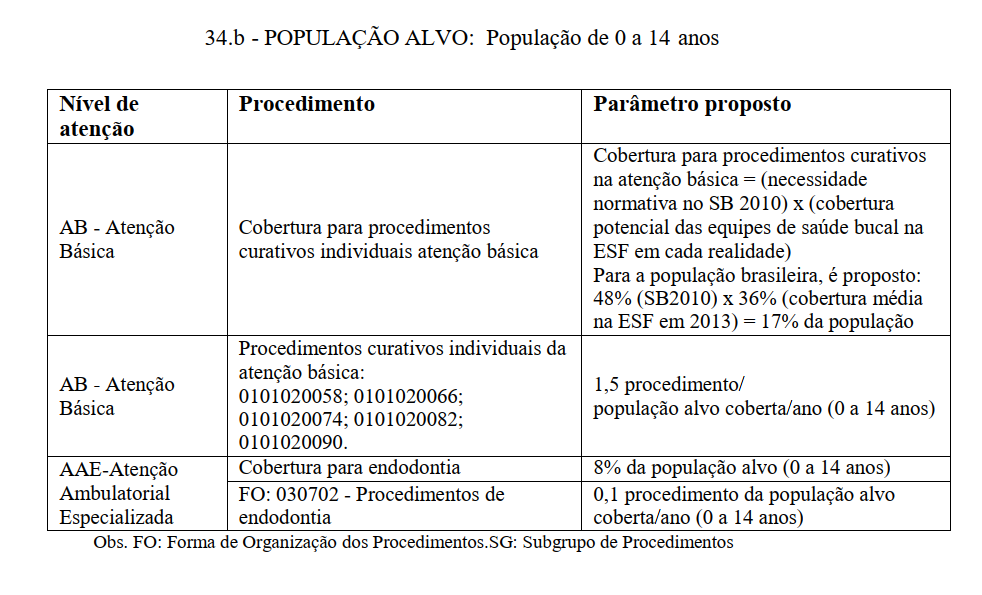 34.b - POPULAÇÃO ALVO:  População de 0 a 14 anos
Nível de
atenção
Procedimento
Parâmetro proposto
AB - Atenção
Básica
Cobertura para procedimentos
curativos individuais atenção básica
Cobertura para procedimentos curativos
na atenção básica = (necessidade
normativa no SB 2010) x (cobertura
potencial das equipes de saúde bucal na
ESF em cada realidade)
Para a população brasileira, é proposto:
48% (SB2010) x 36% (cobertura média
na ESF em 2013) = 17% da população
AB - Atenção
Básica
Procedimentos curativos individuais da
atenção básica:
0101020058; 0101020066;
0101020074; 0101020082;
0101020090.
1,5 procedimento/
população alvo coberta/ano (0 a 14 anos)
AAE-Atenção
Ambulatorial
Especializada
Cobertura para endodontia
8% da população alvo (0 a 14 anos)
FO: 030702 - Procedimentos de
endodontia
0,1 procedimento da população alvo
coberta/ano (0 a 14 anos)
Obs. FO: Forma de Organização dos Procedimentos.SG: Subgrupo de Procedimentos